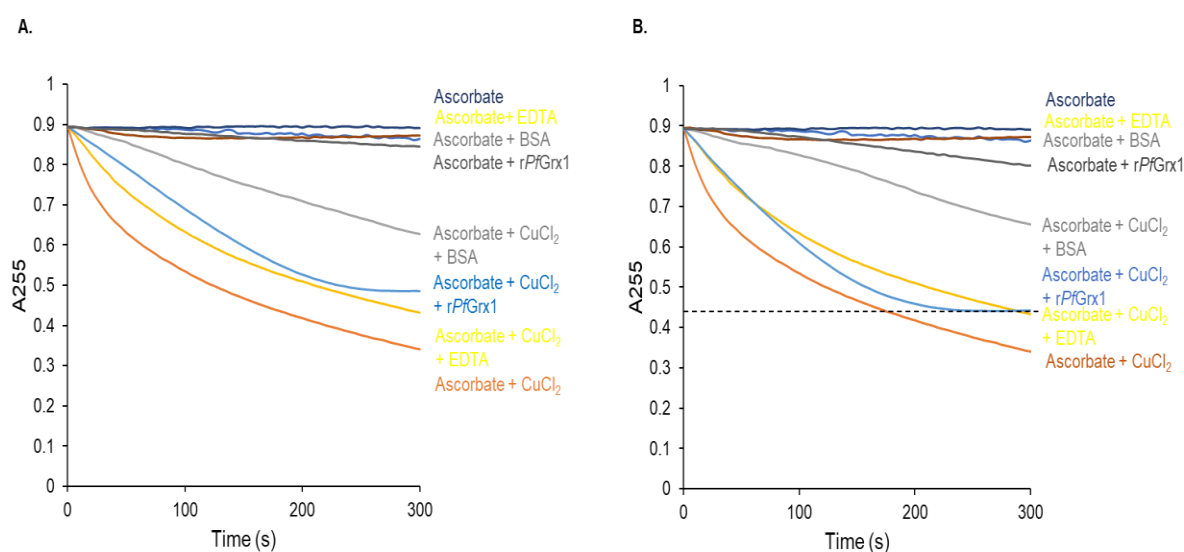 A.
A255
1
0.9
0.8
0.7
0.6
0.5
0.4
0.3
0.2
0.1
0
0 100 200 300
Time (s)
Ascorbate
Ascorbate+ EDTA
Ascorbate + BSA
Ascorbate + rPfGrx1
Ascorbate + CuCl₂
+ BSA
Ascorbate + CuCl₂
+ rPfGrx1
Ascorbate + CuCl₂
+ EDTA
Ascorbate + CuCl₂
B.
A255
1
0.9
0.8
0.7
0.6
0.5
0.4
0.3
0.2
0.1
0
0 100 200 300
Time (s)
Ascorbate
Ascorbate + EDTA
Ascorbate + BSA
Ascorbate + rPfGrx1
Ascorbate + CuCl₂
+ BSA
Ascorbate + CuCl₂
+ rPfGrx1
Ascorbate + CuCl₂
+ EDTA
Ascorbate + CuCl₂